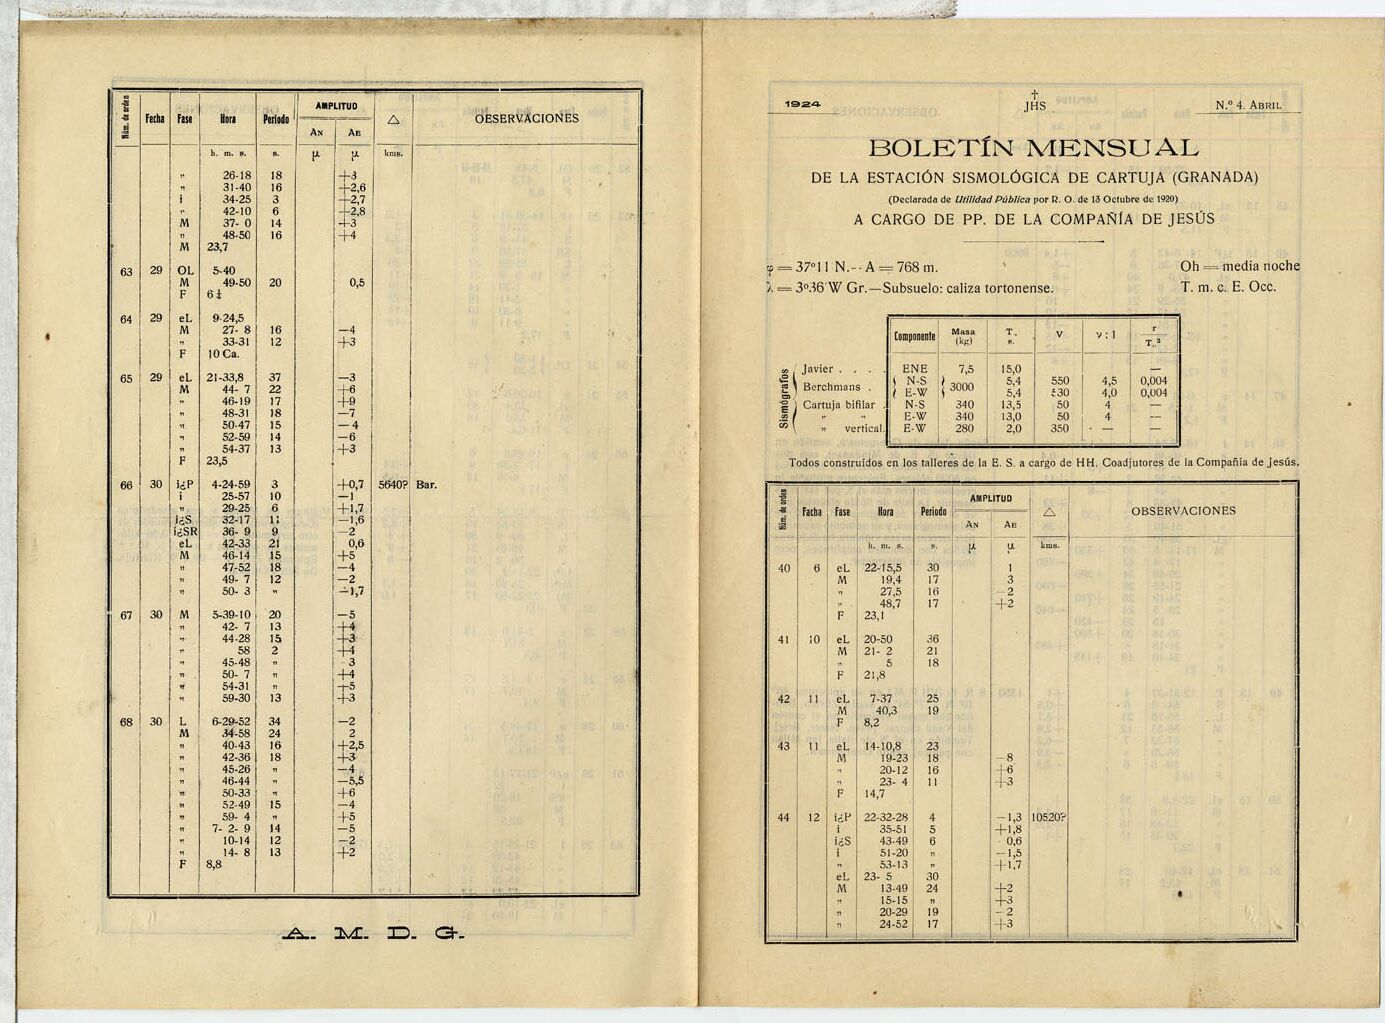 Núm. de orden Fecha Fase Hora Periodo AMPLITUD △ OBSERVACIONES
AN AE
h. m. s. s. µ µ kms.
" 26-18 18 +3
" 31-40 16 +2,6
i 34-25 3 —2,7
" 42-10 6 —2,8
M 37- 0 14 +3
" 48-50 16 +4
M 23,7
63 29 OL 5-40
M 49-50 20 0,5
F 6¼
64 29 eL 9-24,5
M 27- 8 16 —4
" 33-31 12 +3
F 10 Ca.
65 29 eL 21-33,8 37 —3
M 44- 7 22 +6
" 46-19 17 +9
" 48-31 18 —7
" 50-47 15 —4
" 52-59 14 —6
" 54-37 13 +3
F 23,5
66 30 i¿P 4-24-59 3 +0,7 5640? Bar.
i 25-57 10 —1
" 29-25 6 +1,7
i¿S 32-17 11 —1,6
i¿SR 36- 9 9 —2
eL 42-33 21 0,6
M 46-14 15 +5
" 47-52 18 —4
" 49- 7 12 —2
" 50- 3 " —1,7
67 30 M 5-39-10 20 —5
" 42- 7 13 +4
" 44-28 15 +3
" 58 2 +4
" 45-48 " 3
" 50- 7 " +4
" 54-31 " +5
" 59-30 13 +3
68 30 L 6-29-52 34 —2
M 34-58 24 2
" 40-43 16 +2,5
" 42-36 18 +3
" 45-26 " —4
" 46-44 " —5,5
" 50-33 " +6
" 52-49 15 —4
" 59- 4 " +5
" 7- 2- 9 14 —5
" 10-14 12 —2
" 14- 8 13 +2
F 8,8
A. M. D. G.
1924 † JHS N.º 4. ABRIL
BOLETÍN MENSUAL
DE LA ESTACIÓN SISMOLÓGICA DE CARTUJA (GRANADA)
(Declarada de Utilidad Pública por R. O. de 13 Octubre de 1920)
A CARGO DE PP. DE LA COMPAÑÍA DE JESÚS
φ = 37º11 N.-- A = 768 m. Oh = media noche
λ = 3º36´W Gr.—Subsuelo: caliza tortonense. T. m. c. E. Occ.
Componente Masa (kg) T.. s. V v : l r T..²
Sismógrafos
Javier . . . . ENE 7,5 15,0 —
Berchmans . N-S 3000 5,4 550 4,5 0,004
E-W 5,4 530 4,0 0,004
Cartuja bifilar . N-S 340 13,5 50 4 —
" " E-W 340 13,0 50 4 —
" vertical. E-W 280 2,0 350 — —
Todos construídos en los talleres de la E. S. a cargo de HH. Coadjutores de la Compañía de Jesús.
Núm. de orden Facha Fase Hora Periodo AMPLITUD △ OBSERVACIONES
AN AE
h. m. s. s. µ µ kms.
40 6 eL 22-15,5 30 1
M 19,4 17 3
" 27,5 16 —2
" 48,7 17 +2
F 23,1
41 10 eL 20-50 36
M 21- 2 21
" 5 18
F 21,8
42 11 eL 7-37 25
M 40,3 19
F 8,2
43 11 eL 14-10,8 23
M 19-23 18 —8
" 20-12 16 +6
" 23- 4 11 +3
F 14,7
44 12 i¿P 22-32-28 4 —1,3 10520?
i 35-51 5 +1,8
i¿S 43-49 6 0,6
i 51-20 " —1,5
" 53-13 " +1,7
eL 23- 5 30
M 13-49 24 +2
" 15-15 " +3
" 20-29 19 —2
" 24-52 17 +3